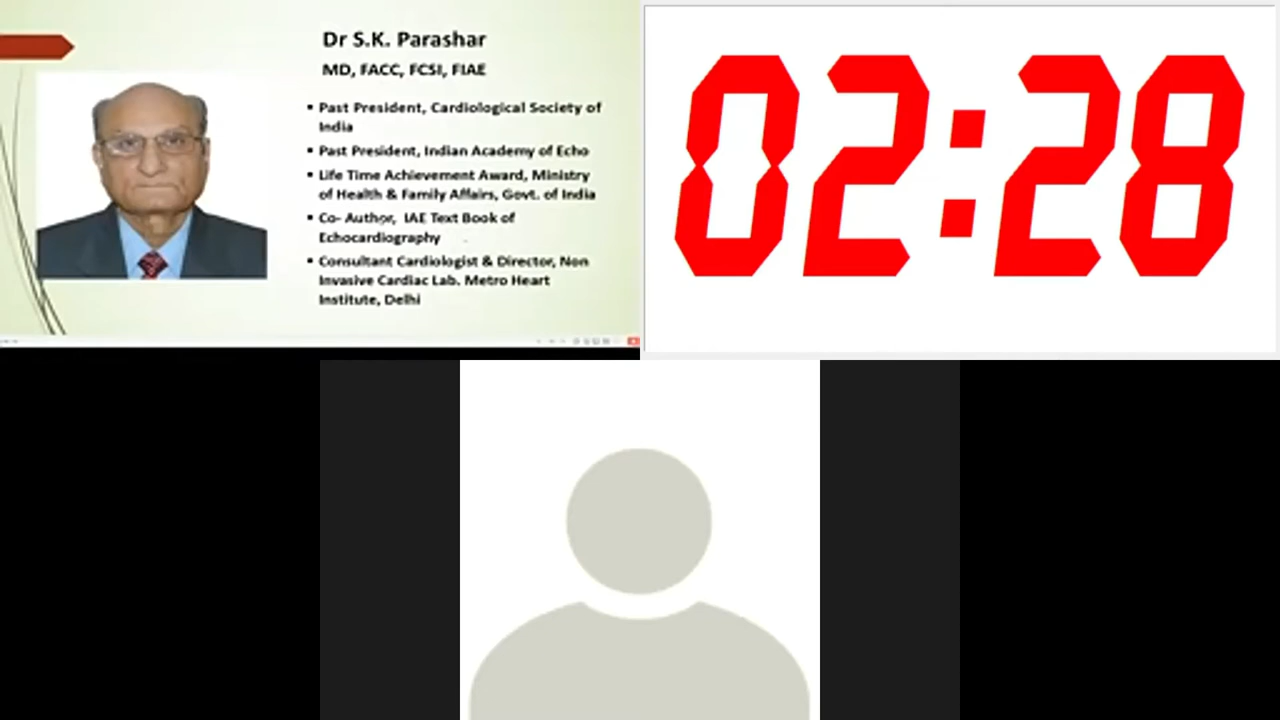 Dr S.K. Parashar
MD, FACC, FCSI, FIAE
▪ Past President, Cardiological Society of
India
▪ Past President, Indian Academy of Echo
▪ Life Time Achievement Award, Ministry
of Health & Family Affairs, Govt. of India
▪ Co- Author, IAE Text Book of
Echocardiography
▪ Consultant Cardiologist & Director, Non
Invasive Cardiac Lab. Metro Heart
Institute, Delhi
02:28